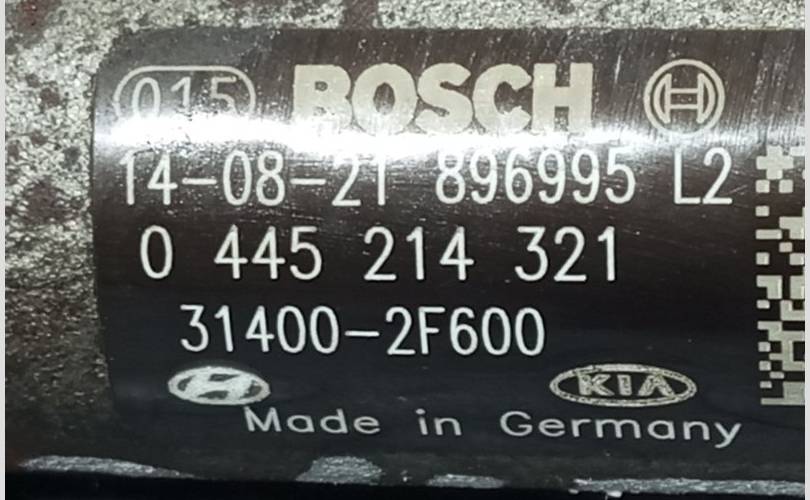 015 BOSCH
14-08-21 896995 L2
0 445 214 321
31400-2F600
KIA
Made in Germany